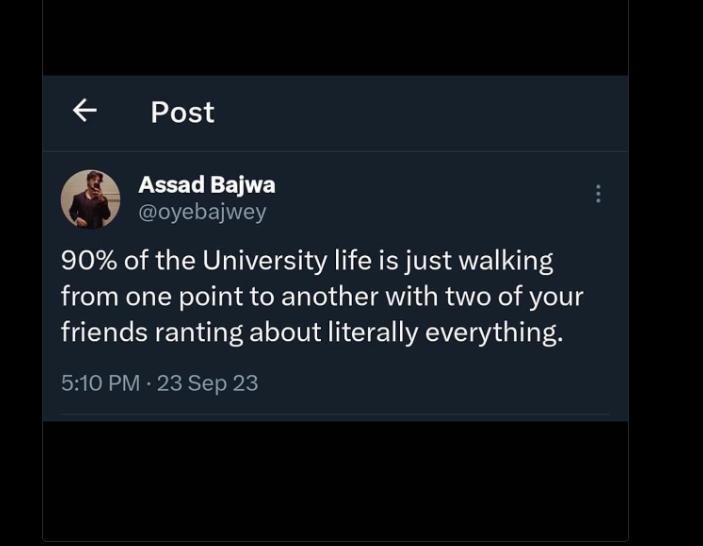 Post
Assad Bajwa
@oyebajwey
90% of the University life is just walking
from one point to another with two of your
friends ranting about literally everything.
5:10 PM · 23 Sep 23